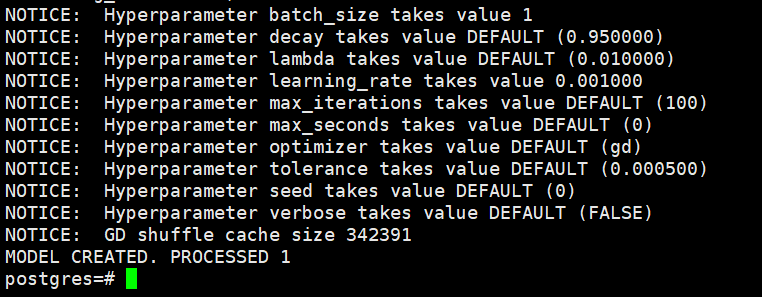 NOTICE:  Hyperparameter batch_size takes value 1
NOTICE:  Hyperparameter decay takes value DEFAULT (0.950000)
NOTICE:  Hyperparameter lambda takes value DEFAULT (0.010000)
NOTICE:  Hyperparameter learning_rate takes value 0.001000
NOTICE:  Hyperparameter max_iterations takes value DEFAULT (100)
NOTICE:  Hyperparameter max_seconds takes value DEFAULT (0)
NOTICE:  Hyperparameter optimizer takes value DEFAULT (gd)
NOTICE:  Hyperparameter tolerance takes value DEFAULT (0.000500)
NOTICE:  Hyperparameter seed takes value DEFAULT (0)
NOTICE:  Hyperparameter verbose takes value DEFAULT (FALSE)
NOTICE:  GD shuffle cache size 342391
MODEL CREATED. PROCESSED 1
postgres=#